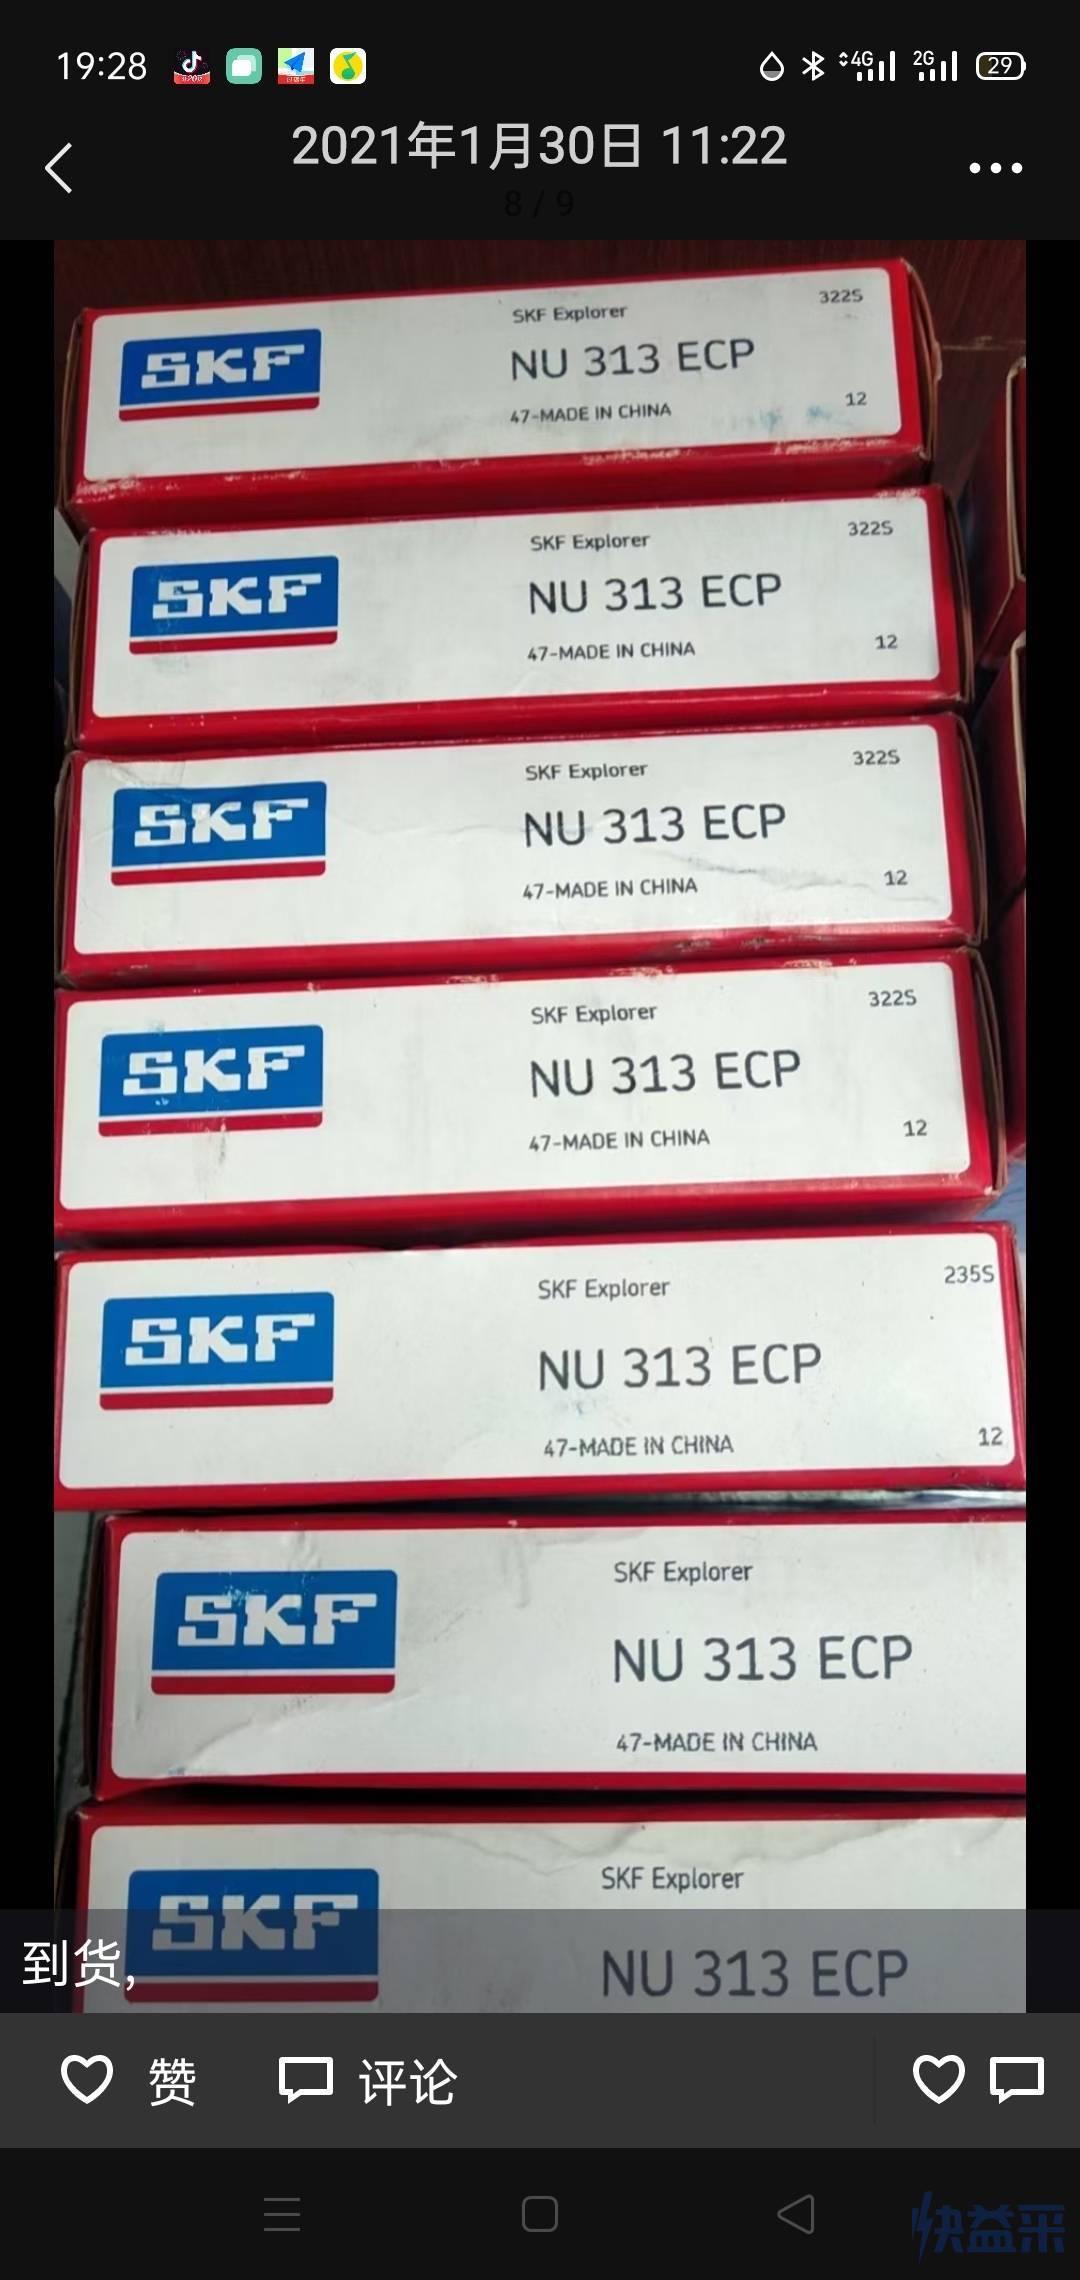 19:28
4G
2G
29
2021年1月30日 11:22
8 / 9
SKF
SKF Explorer
322S
NU 313 ECP
47-MADE IN CHINA
12
SKF
SKF Explorer
322S
NU 313 ECP
47-MADE IN CHINA
12
SKF
SKF Explorer
322S
NU 313 ECP
47-MADE IN CHINA
12
SKF
SKF Explorer
322S
NU 313 ECP
47-MADE IN CHINA
12
SKF
SKF Explorer
235S
NU 313 ECP
47-MADE IN CHINA
12
SKF
SKF Explorer
NU 313 ECP
47-MADE IN CHINA
SKF
SKF Explorer
NU 313 ECP
到货,
赞
评论
快益采